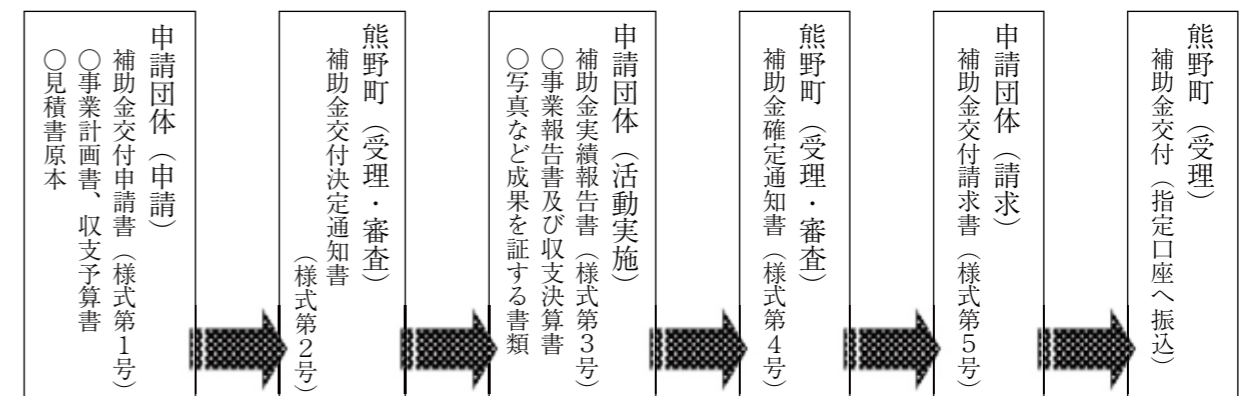 申請団体（申請）
補助金交付申請書（様式第1号）
○事業計画書、収支予算書
○見積書原本
熊野町（受理・審査）
補助金交付決定通知書
（様式第2号）
申請団体（活動実施）
補助金実績報告書（様式第3号）
○事業報告書及び収支決算書
○写真など成果を証する書類
熊野町（受理・審査）
補助金確定通知書（様式第4号）
申請団体（請求）
補助金交付請求書（様式第5号）
熊野町（受理）
補助金交付（指定口座へ振込）